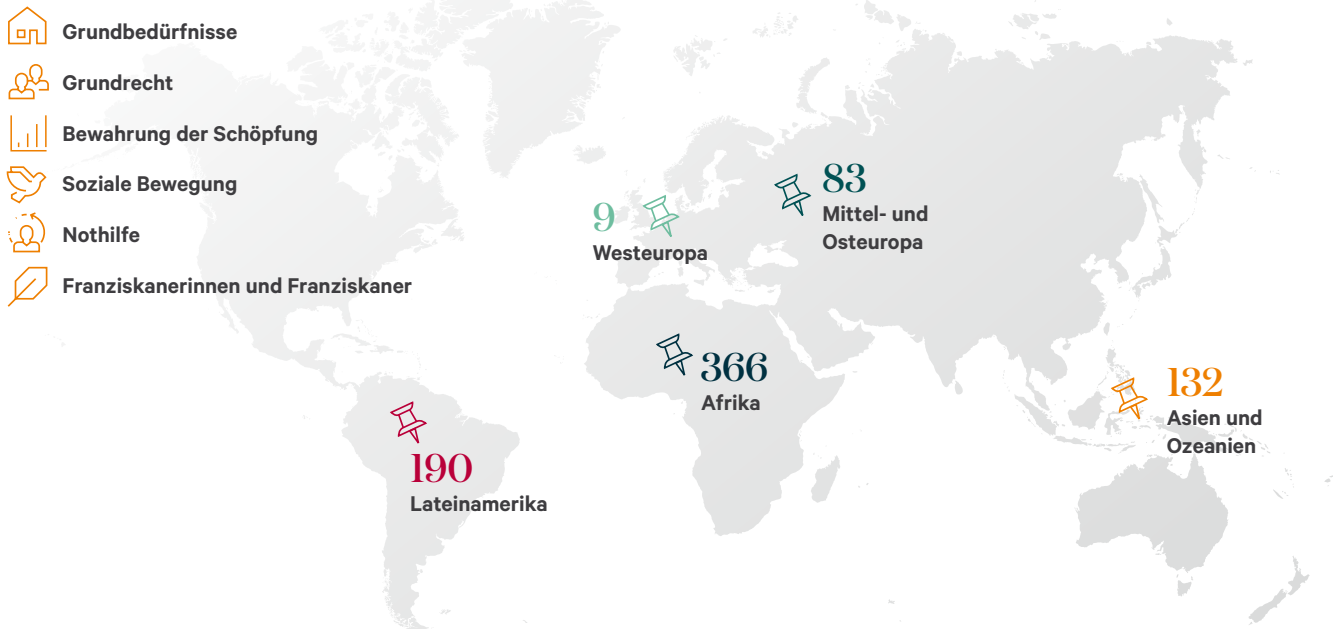 Grundbedürfnisse
Grundrecht
Bewahrung der Schöpfung
Soziale Bewegung
Nothilfe
Franziskanerinnen und Franziskaner
83
Mittel- und
Osteuropa
9
Westeuropa
366
Afrika
132
Asien und
Ozeanien
190
Lateinamerika